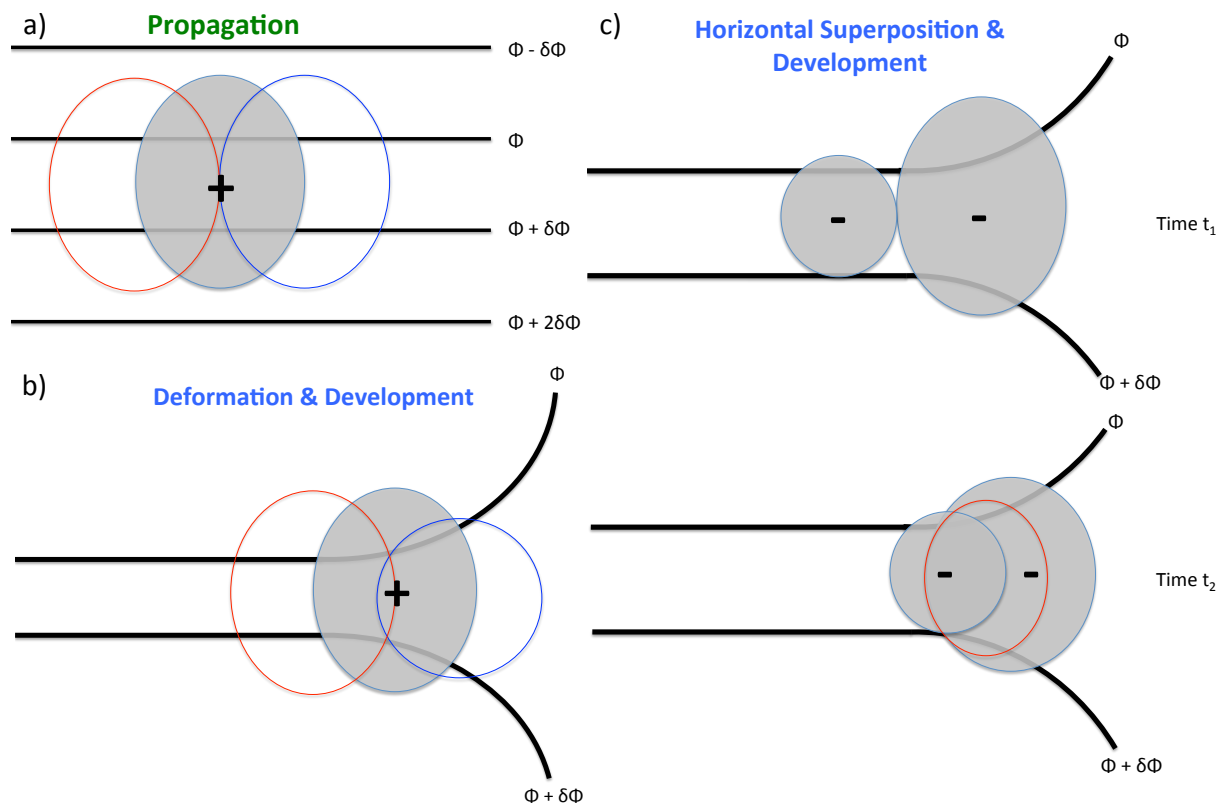 a)
Propagation
Φ - δΦ
Φ
+
Φ + δΦ
Φ + 2δΦ
b)
Deformation & Development
Φ
+
Φ + δΦ
c)
Horizontal Superposition &
Development
Φ
-
-
Time t₁
Φ + δΦ
Φ
-
-
Time t₂
Φ + δΦ